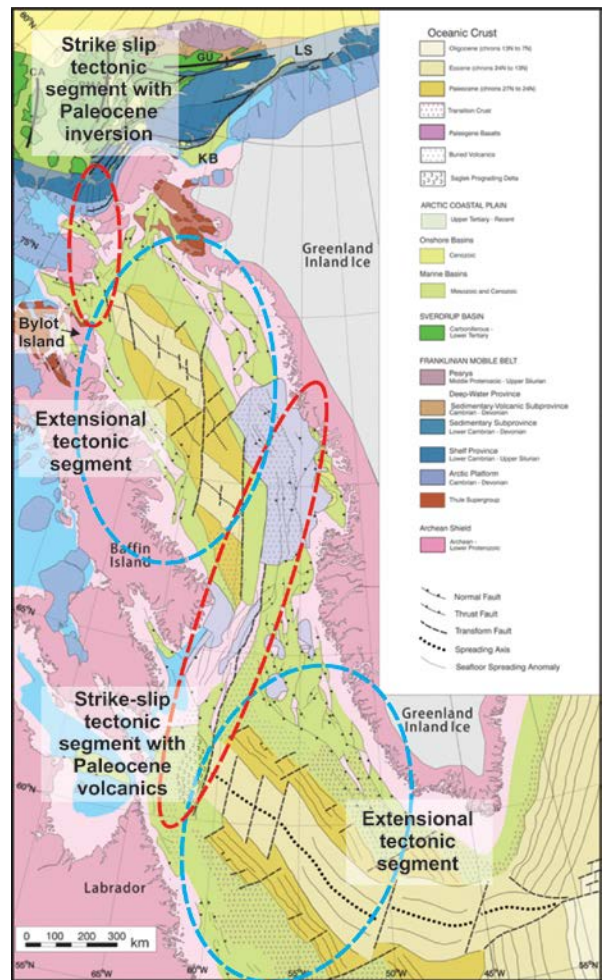 80°N
Strike slip
tectonic
segment with
Paleocene
inversion
CA
GU
LS
KB
75°N
Greenland
Inland Ice
Bylot
Island
Extensional
tectonic
segment
Baffin
Island
65°N
Strike-slip
tectonic
segment with
Paleocene
volcanics
60°N
Greenland
Inland Ice
Extensional
tectonic
segment
Labrador
0 100 200 300
km
55°N
65°W
60°W
55°W
50°W
45°W
55°N
Oceanic Crust
Oligocene (chrons 13N to 7N)
Eocene (chrons 24N to 13N)
Paleocene (chrons 27N to 24N)
Transition Crust
Paleogene Basalts
Buried Volcanics
Saglek Prograding Delta
ARCTIC COASTAL PLAIN
Upper Tertiary - Recent
Onshore Basins
Cenozoic
Marine Basins
Mesozoic and Cenozoic
SVERDRUP BASIN
Carboniferous -
Lower Tertiary
FRANKLINIAN MOBILE BELT
Pearya
Middle Proterozoic - Upper Silurian
Deep-Water Province
Sedimentary-Volcanic Subprovince
Cambrian - Devonian
Sedimentary Subprovince
Lower Cambrian - Devonian
Shelf Province
Lower Cambrian - Upper Silurian
Arctic Platform
Cambrian - Devonian
Thule Supergroup
Archean Shield
Archean -
Lower Proterozoic
Normal Fault
Thrust Fault
Transform Fault
Spreading Axis
Seafloor Spreading Anomaly